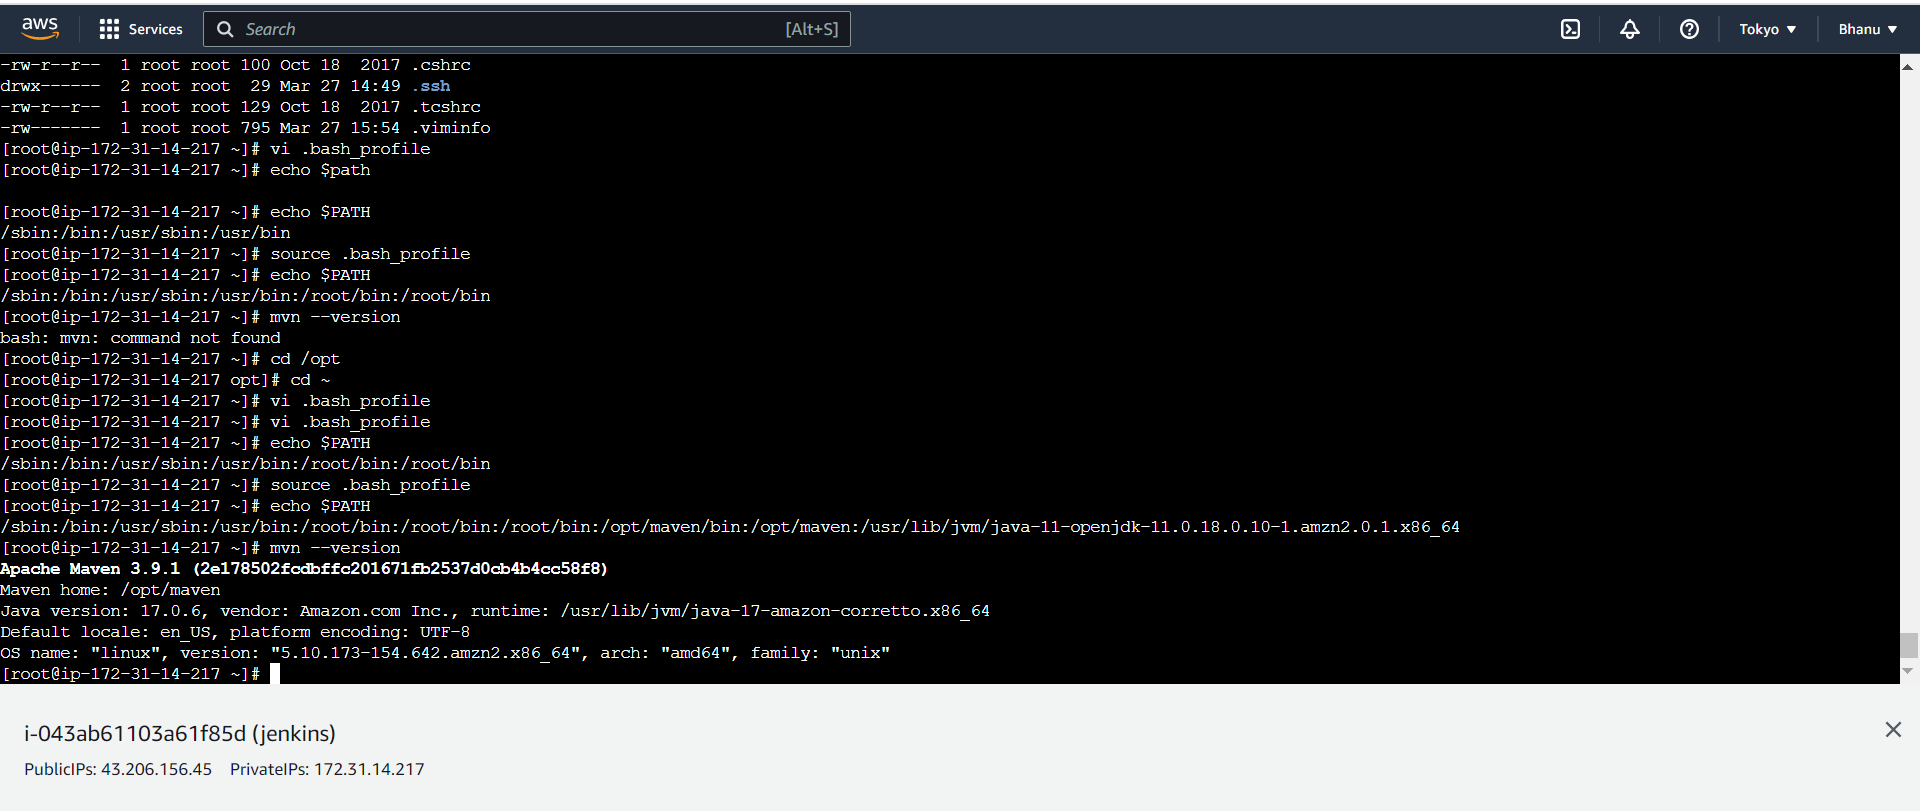 aws
Services
Search
[Alt+S]
Tokyo ▼
Bhanu ▼
-rw-r--r--  1 root root 100 Oct 18  2017 .cshrc
drwx------  2 root root  29 Mar 27 14:49 .ssh
-rw-r--r--  1 root root 129 Oct 18  2017 .tcshrc
-rw-------  1 root root 795 Mar 27 15:54 .viminfo
[root@ip-172-31-14-217 ~]# vi .bash_profile
[root@ip-172-31-14-217 ~]# echo $path
[root@ip-172-31-14-217 ~]# echo $PATH
/sbin:/bin:/usr/sbin:/usr/bin
[root@ip-172-31-14-217 ~]# source .bash_profile
[root@ip-172-31-14-217 ~]# echo $PATH
/sbin:/bin:/usr/sbin:/usr/bin:/root/bin:/root/bin
[root@ip-172-31-14-217 ~]# mvn --version
bash: mvn: command not found
[root@ip-172-31-14-217 ~]# cd /opt
[root@ip-172-31-14-217 opt]# cd ~
[root@ip-172-31-14-217 ~]# vi .bash_profile
[root@ip-172-31-14-217 ~]# vi .bash_profile
[root@ip-172-31-14-217 ~]# echo $PATH
/sbin:/bin:/usr/sbin:/usr/bin:/root/bin:/root/bin
[root@ip-172-31-14-217 ~]# source .bash_profile
[root@ip-172-31-14-217 ~]# echo $PATH
/sbin:/bin:/usr/sbin:/usr/bin:/root/bin:/root/bin:/root/bin:/opt/maven/bin:/opt/maven:/usr/lib/jvm/java-11-openjdk-11.0.18.0.10-1.amzn2.0.1.x86_64
[root@ip-172-31-14-217 ~]# mvn --version
Apache Maven 3.9.1 (2e178502fcdbffc201671fb2537d0cb4b4cc58f8)
Maven home: /opt/maven
Java version: 17.0.6, vendor: Amazon.com Inc., runtime: /usr/lib/jvm/java-17-amazon-corretto.x86_64
Default locale: en_US, platform encoding: UTF-8
OS name: "linux", version: "5.10.173-154.642.amzn2.x86_64", arch: "amd64", family: "unix"
[root@ip-172-31-14-217 ~]#
i-043ab61103a61f85d (jenkins)
PublicIPs: 43.206.156.45 PrivateIPs: 172.31.14.217